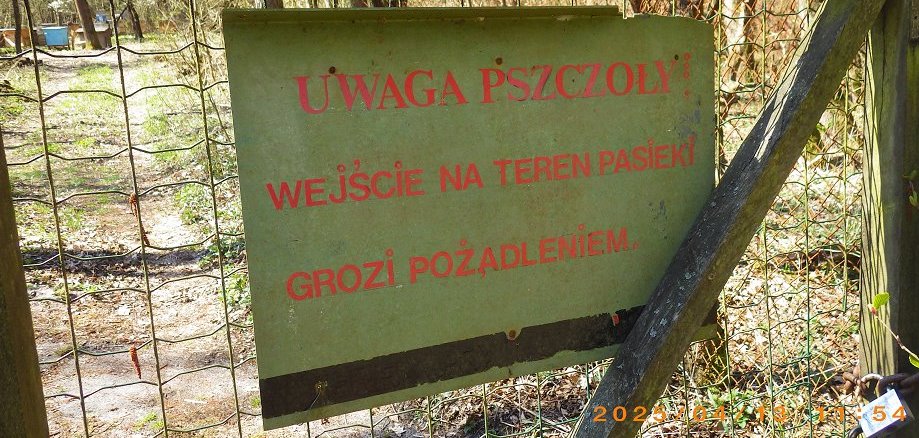 UWAGA PSZCZOŁY!
WEJŚCIE NA TEREN PASIEKI
GROZI POŻĄDLENIEM..
2025/04/13 11:54